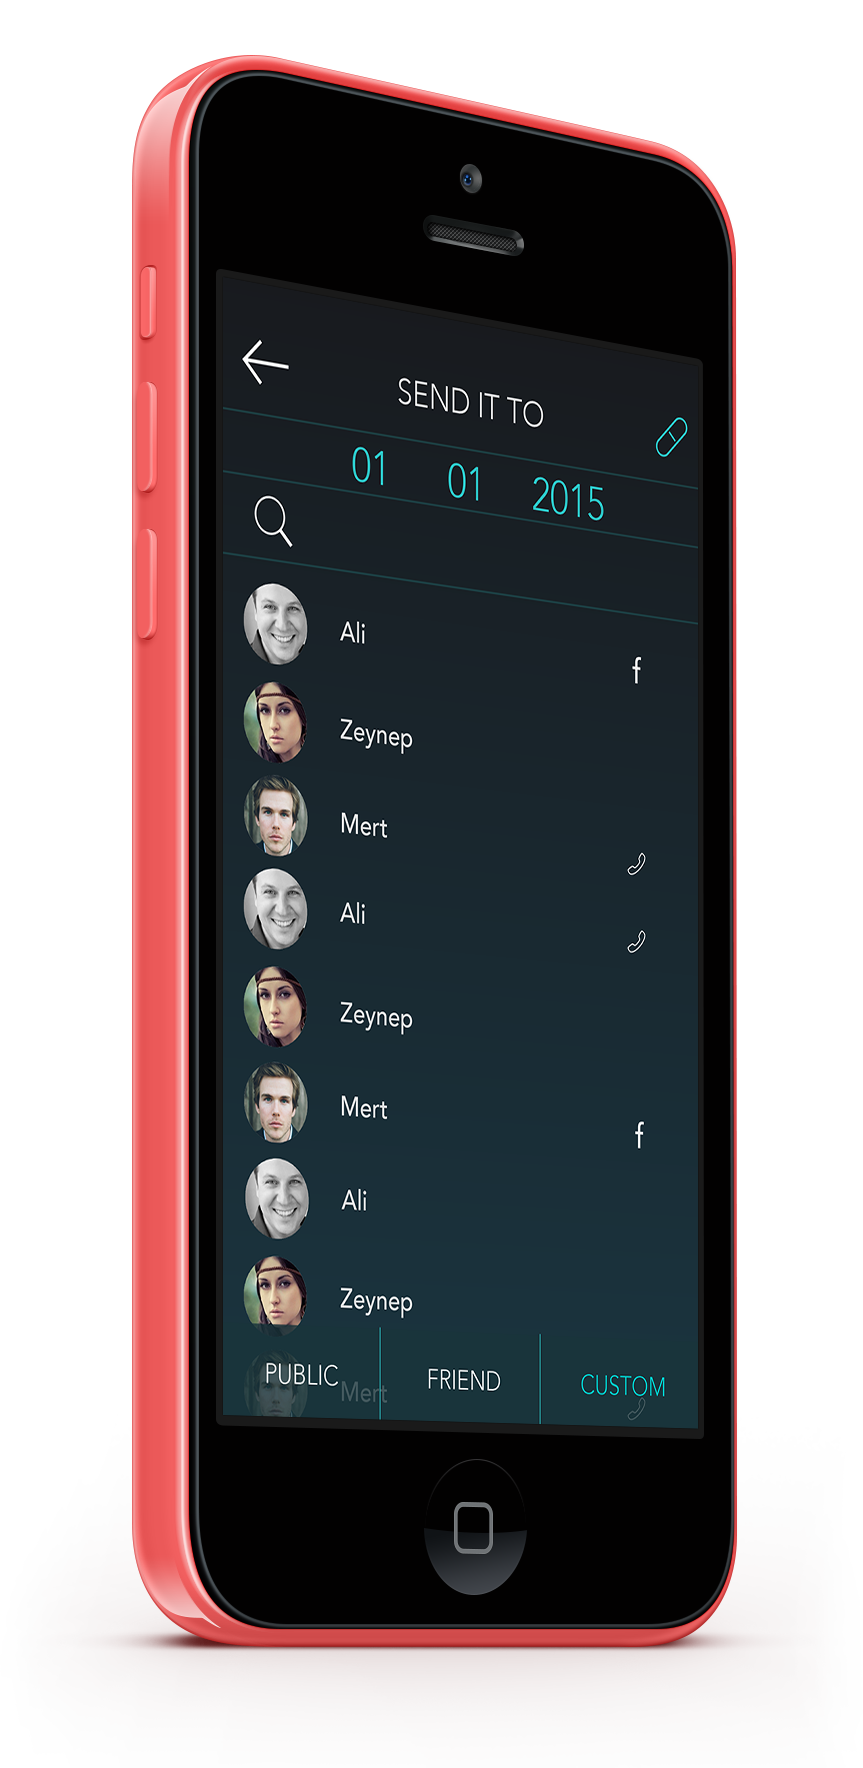 SEND IT TO
01 01 2015
Ali
f
Zeynep
Mert
Ali
Zeynep
Mert
f
Ali
Zeynep
Mert
PUBLIC FRIEND CUSTOM